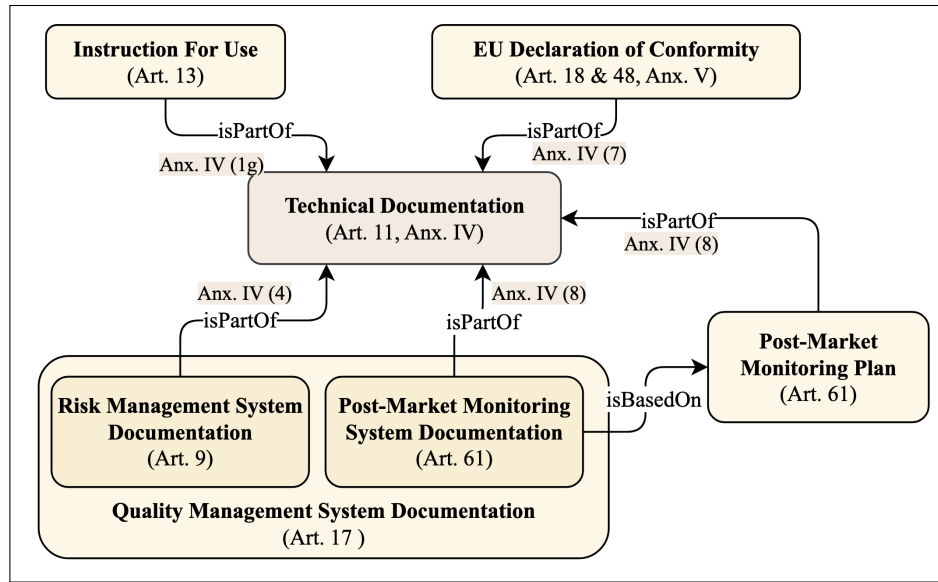 Instruction For Use
(Art. 13)
EU Declaration of Conformity
(Art. 18 & 48, Anx. V)
isPartOf
Anx. IV (1g)
isPartOf
Anx. IV (7)
Technical Documentation
(Art. 11, Anx. IV)
isPartOf
Anx. IV (8)
Anx. IV (4)
isPartOf
Anx. IV (8)
isPartOf
Post-Market
Monitoring Plan
(Art. 61)
Risk Management System
Documentation
(Art. 9)
Post-Market Monitoring
System Documentation
(Art. 61)
isBasedOn
Quality Management System Documentation
(Art. 17 )